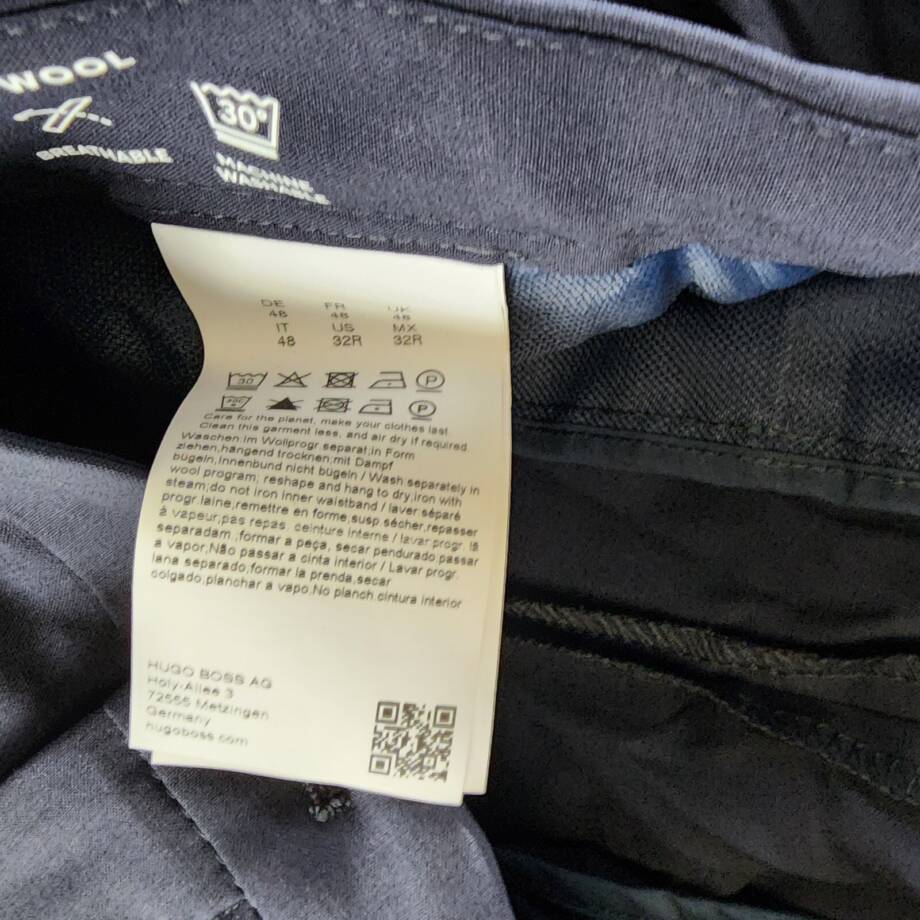 WOOL
BREATHABLE
30°
MACHINE
WASHABLE
DE FR UK
48 48 48
IT US MX
48 32R 32R
30 P
P
Care for the planet, make your clothes last.
Clean this garment less, and air dry if required.
Waschen im Wollprogr.separat,in Form
ziehen,hängend trocknen,mit Dampf
bügeln,Innenbund nicht bügeln / Wash separately in
wool program; reshape and hang to dry,iron with
steam;do not iron inner waistband / laver séparé
progr.laine,remettre en forme,susp.sécher,repasser
à vapeur,pas repas. ceinture interne / lavar progr. lã
separadam.,formar a peça, secar pendurado,passar
a vapor,Não passar a cinta interior / Lavar progr.
lana separado,formar la prenda,secar
colgado,planchar a vapo.No planch cintura interior
HUGO BOSS AG
Holy-Allee 3
72555 Metzingen
Germany
hugoboss.com